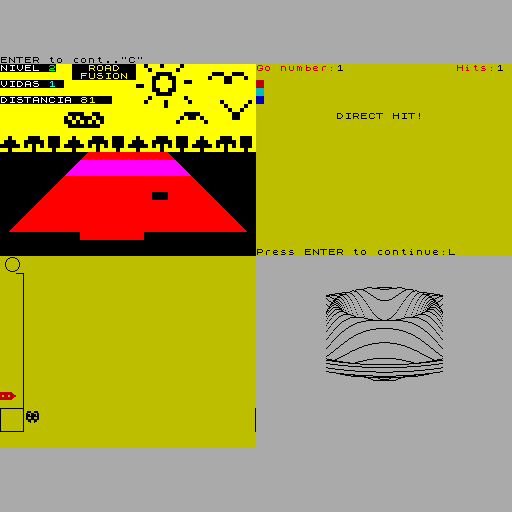 ENTER to cont.."C"
NIVEL 2
ROAD
FUSION
VIDAS 1
DISTANCIA 81
Go number:1 Hits:1
DIRECT HIT!
Press ENTER to continue:L